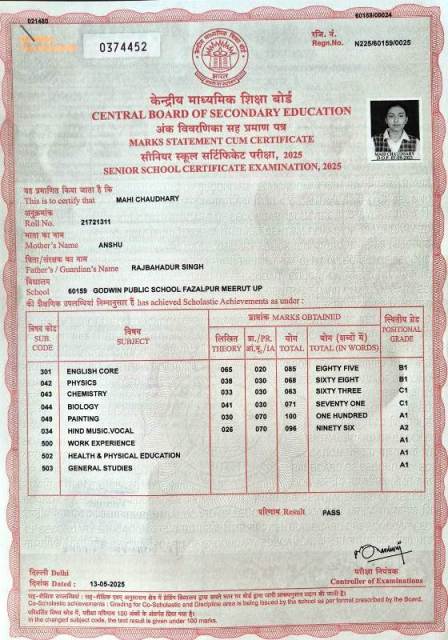 021485
60159/00024
0374452
रजि. नं.
Regn.No. N225/60159/0025
भारत
केन्द्रीय माध्यमिक शिक्षा बोर्ड
CENTRAL BOARD OF SECONDARY EDUCATION
अंक विवरणिका सह प्रमाण पत्र
MARKS STATEMENT CUM CERTIFICATE
सीनियर स्कूल सर्टिफिकेट परीक्षा, 2025
SENIOR SCHOOL CERTIFICATE EXAMINATION, 2025
MAHI CHAUDHARY
यह प्रमाणित किया जाता है कि
This is to certify that MAHI CHAUDHARY
अनुक्रमांक
Roll No. 21721311
माता का नाम
Mother's Name ANSHU
पिता/संरक्षक का नाम
Father's / Guardian's Name RAJBAHADUR SINGH
विद्यालय
School 60159 GODWIN PUBLIC SCHOOL FAZALPUR MEERUT UP
की शैक्षणिक उपलब्धियां निम्नानुसार हैं has achieved Scholastic Achievements as under :
विषय कोड SUB. CODE विषय SUBJECT प्राप्तांक MARKS OBTAINED स्थितीय ग्रेड POSITIONAL GRADE
लिखित THEORY प्रा./PR. आं.मू./IA योग TOTAL योग (शब्दों में) TOTAL (IN WORDS)
301 ENGLISH CORE 065 020 085 EIGHTY FIVE B1
042 PHYSICS 038 030 068 SIXTY EIGHT B1
043 CHEMISTRY 033 030 063 SIXTY THREE C1
044 BIOLOGY 041 030 071 SEVENTY ONE C1
049 PAINTING 030 070 100 ONE HUNDRED A1
034 HIND MUSIC.VOCAL 026 070 096 NINETY SIX A2
500 WORK EXPERIENCE A1
502 HEALTH & PHYSICAL EDUCATION A1
503 GENERAL STUDIES A1
परिणाम Result PASS
दिल्ली Delhi
दिनांक Dated : 13-05-2025
परीक्षा नियंत्रक
Controller of Examinations
Co-Scholastic achievements : Grading for Co-Scholastic and Discipline area is being issued by the school as per format prescribed by the Board.
In the changed subject code, the test result is given under 100 marks.